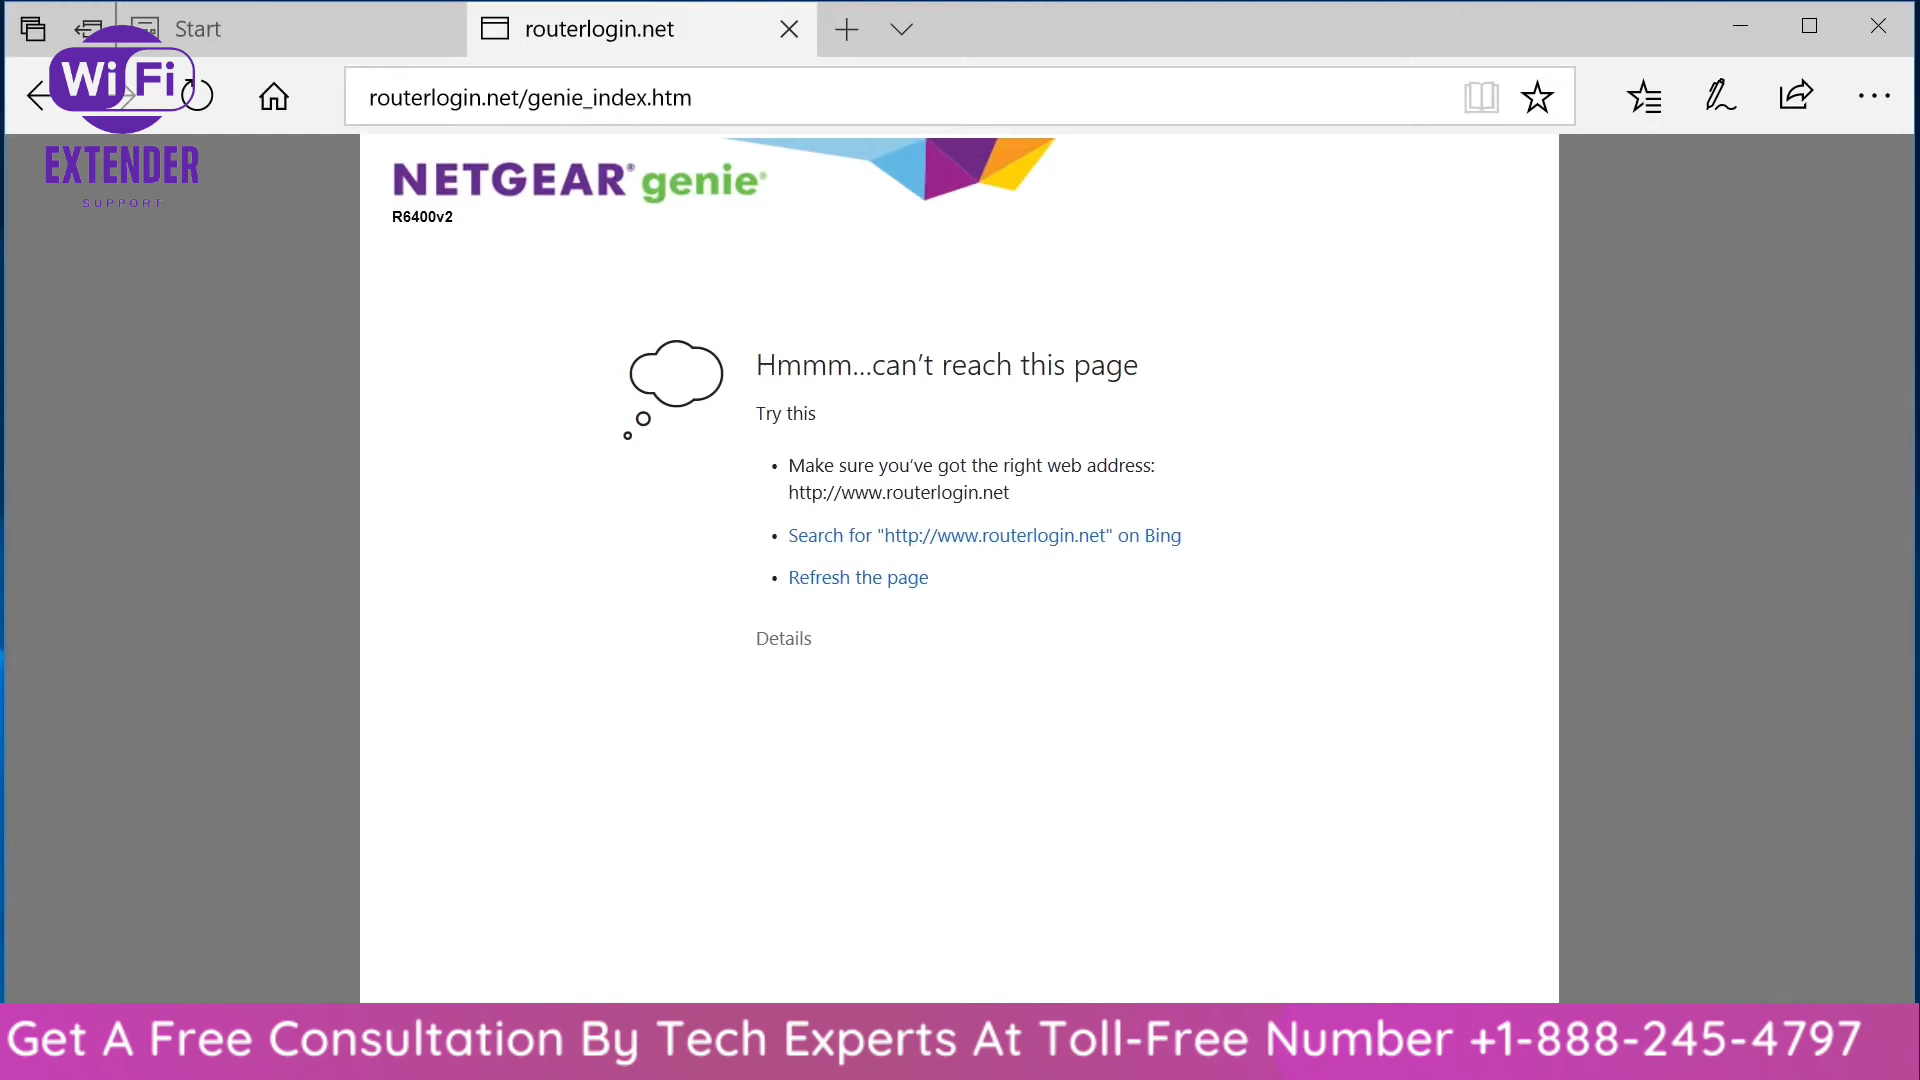 Start
routerlogin.net
routerlogin.net/genie_index.htm
WiFi
EXTENDER
SUPPORT
NETGEAR® genie®
R6400v2
Hmmm...can't reach this page
Try this
• Make sure you've got the right web address:
http://www.routerlogin.net
• Search for "http://www.routerlogin.net" on Bing
• Refresh the page
Details
Get A Free Consultation By Tech Experts At Toll-Free Number +1-888-245-4797